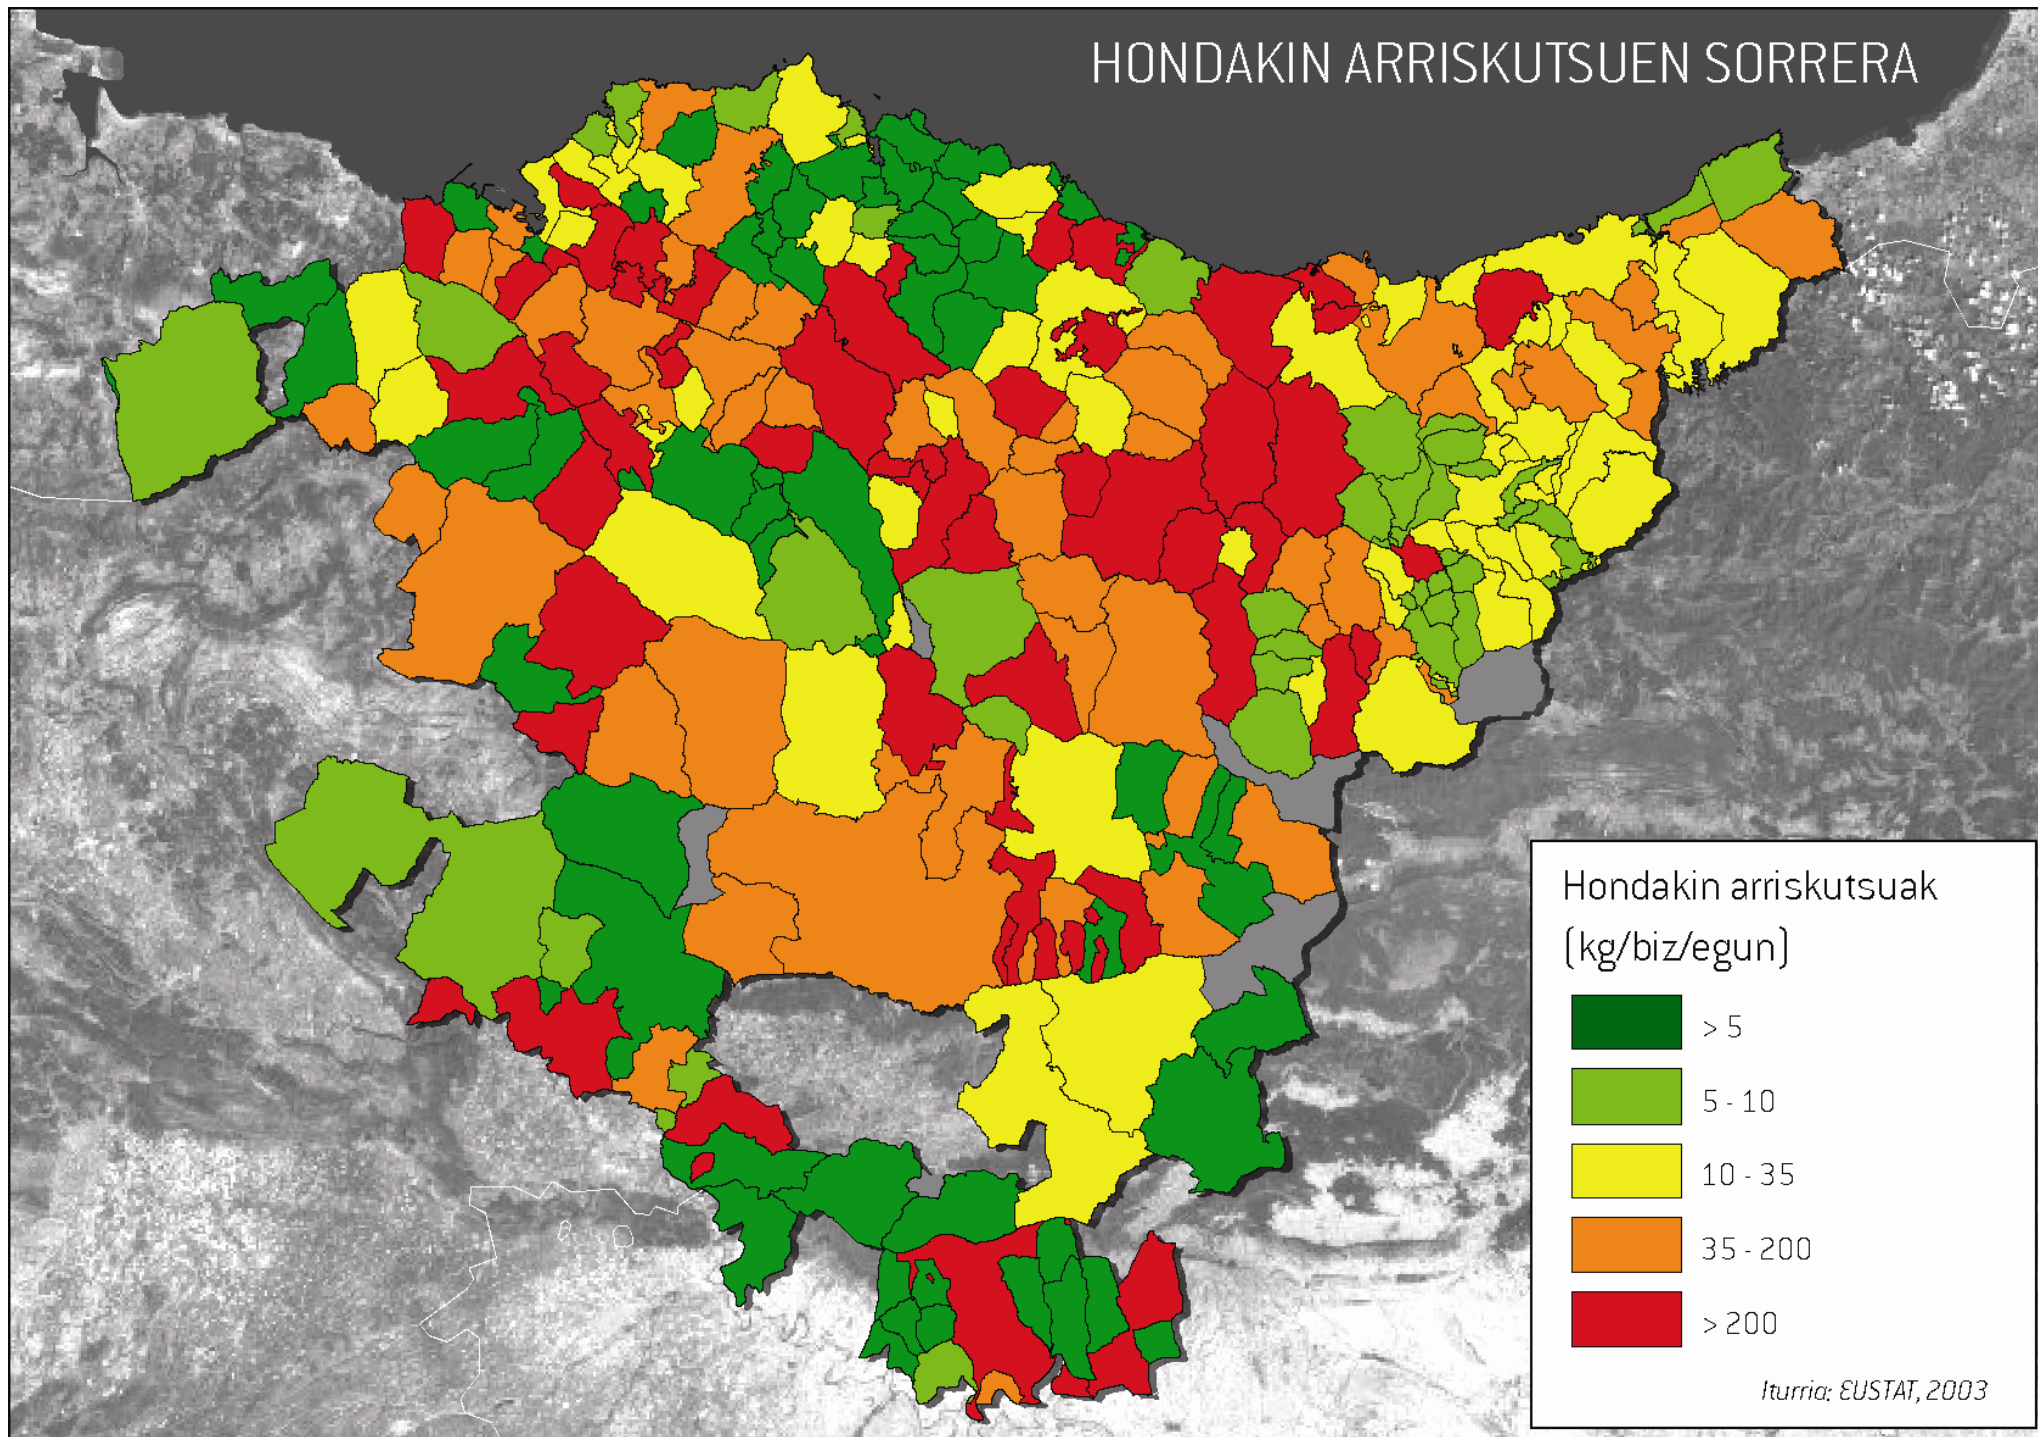 HONDAKIN ARRISKUTSUEN SORRERA
Hondakin arriskutsuak
(kg/biz/egun)
> 5
5 - 10
10 - 35
35 - 200
> 200
Iturria: EUSTAT, 2003